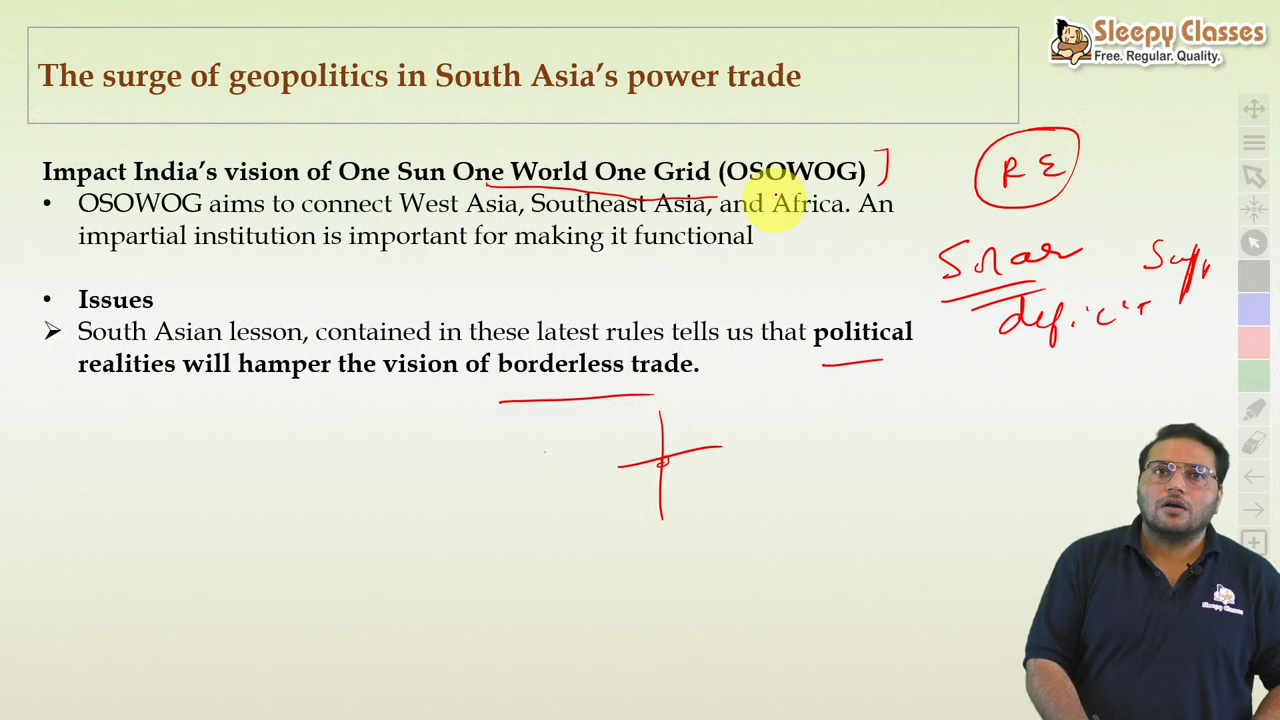 Sleepy Classes
Free. Regular. Quality.
The surge of geopolitics in South Asia's power trade
Impact India's vision of One Sun One World One Grid (OSOWOG)
• OSOWOG aims to connect West Asia, Southeast Asia, and Africa. An
impartial institution is important for making it functional
• Issues
➢ South Asian lesson, contained in these latest rules tells us that political
realities will hamper the vision of borderless trade.
R E
Solar
deficit
Sleepy Classes